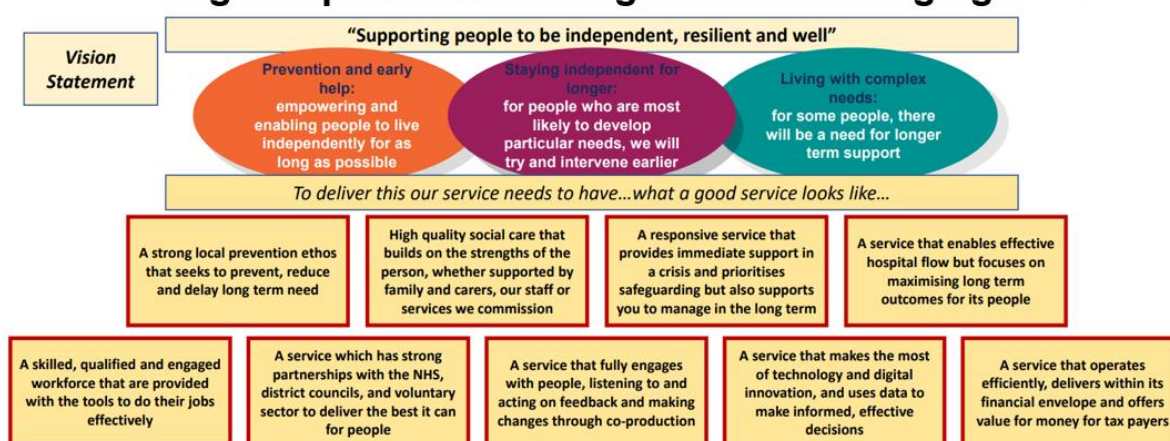 Vision
Statement
“Supporting people to be independent, resilient and well”
Prevention and early
help:
empowering and
enabling people to live
independently for as
long as possible
Staying independent for
longer:
for people who are most
likely to develop
particular needs, we will
try and intervene earlier
Living with complex
needs:
for some people, there
will be a need for longer
term support
To deliver this our service needs to have…what a good service looks like…
A strong local prevention ethos
that seeks to prevent, reduce
and delay long term need
High quality social care that
builds on the strengths of the
person, whether supported by
family and carers, our staff or
services we commission
A responsive service that
provides immediate support in
a crisis and prioritises
safeguarding but also supports
you to manage in the long term
A service that enables effective
hospital flow but focuses on
maximising long term
outcomes for its people
A skilled, qualified and engaged
workforce that are provided
with the tools to do their jobs
effectively
A service which has strong
partnerships with the NHS,
district councils, and voluntary
sector to deliver the best it can
for people
A service that fully engages
with people, listening to and
acting on feedback and making
changes through co-production
A service that makes the most
of technology and digital
innovation, and uses data to
make informed, effective
decisions
A service that operates
efficiently, delivers within its
financial envelope and offers
value for money for tax payers